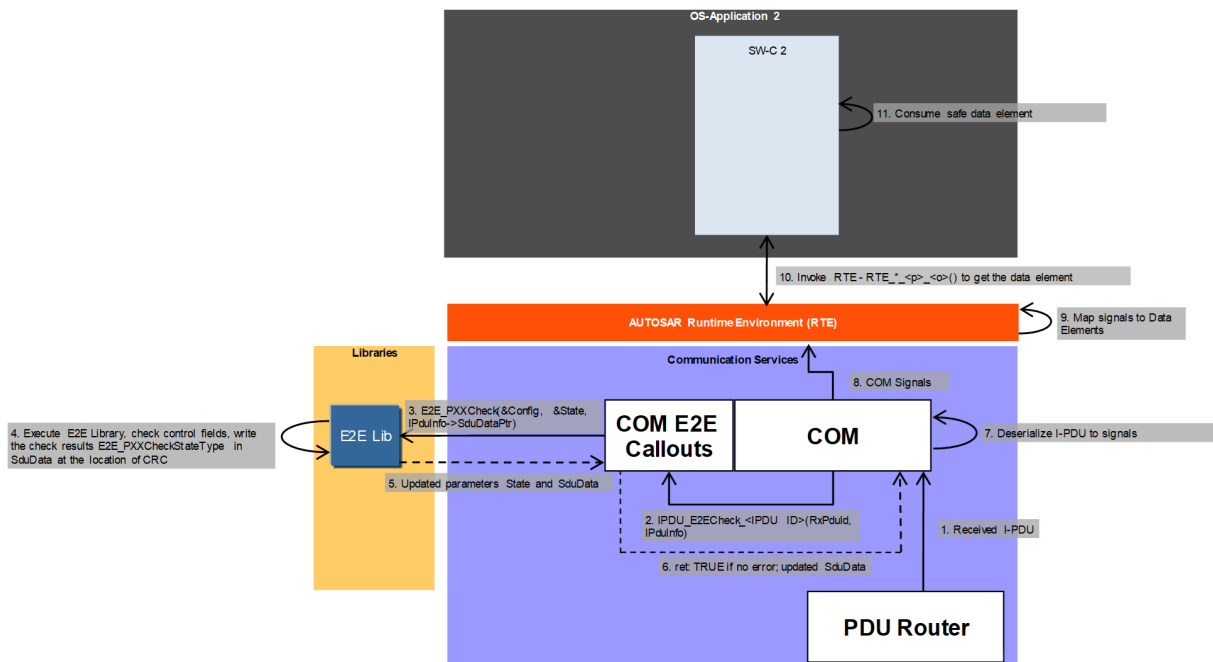 OS-Application 2
SW-C 2
11. Consume safe data element
10. Invoke RTE - RTE_*_<p>_<o>() to get the data element
AUTOSAR Runtime Environment (RTE)
9. Map signals to Data
Elements
Libraries
Communication Services
8. COM Signals
3. E2E_PXXCheck(&Config, &State,
IPduInfo->SduDataPtr)
4. Execute E2E Library, check control fields, write
the check results E2E_PXXCheckStateType in
SduData at the location of CRC
E2E Lib
COM E2E
Callouts
COM
7. Deserialize I-PDU to signals
5. Updated parameters State and SduData
2. IPDU_E2ECheck_<IPDU ID>(RxPduId,
IPduInfo)
1. Received I-PDU
6. ret: TRUE if no error; updated SduData
PDU Router